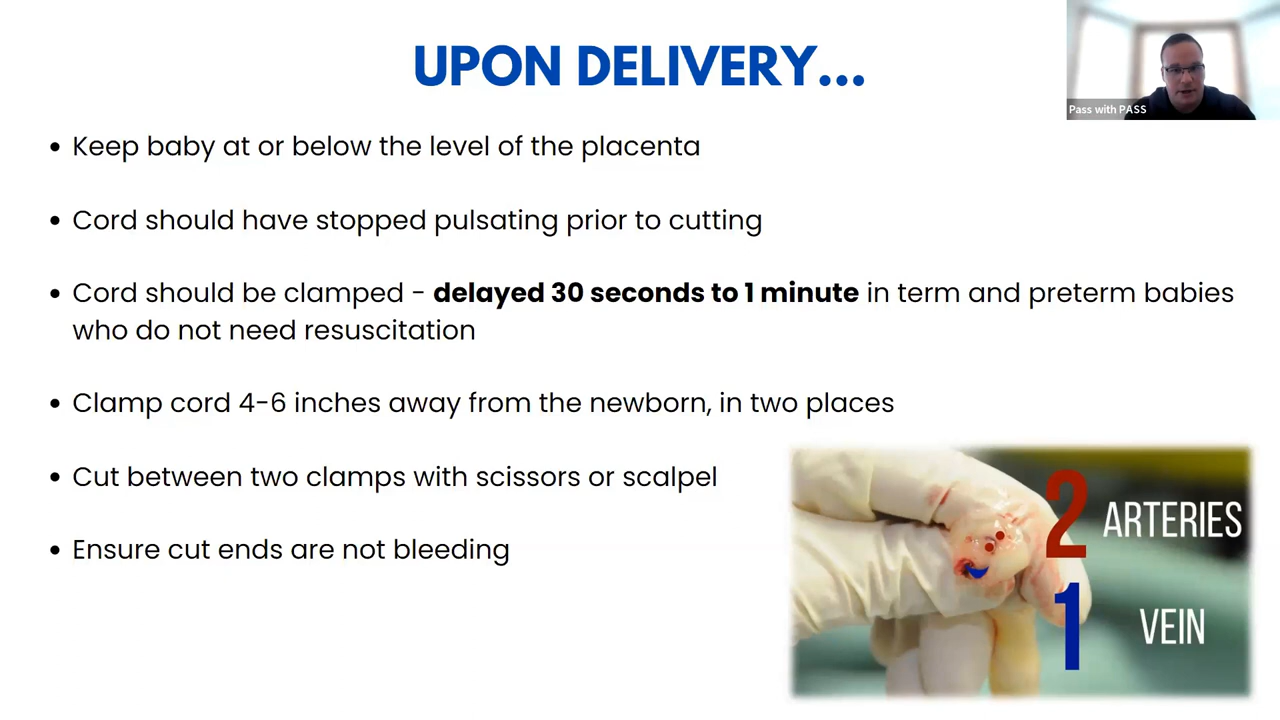 UPON DELIVERY...
Pass with PASS
• Keep baby at or below the level of the placenta
• Cord should have stopped pulsating prior to cutting
• Cord should be clamped - delayed 30 seconds to 1 minute in term and preterm babies
who do not need resuscitation
• Clamp cord 4-6 inches away from the newborn, in two places
• Cut between two clamps with scissors or scalpel
• Ensure cut ends are not bleeding
2 ARTERIES
1 VEIN